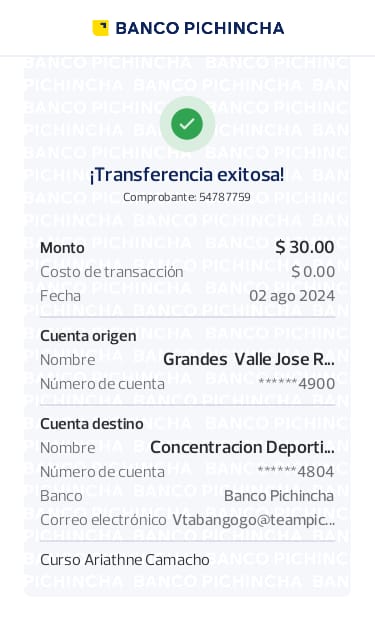 BANCO PICHINCHA
¡Transferencia exitosa!
Comprobante: 54787759
Monto $ 30.00
Costo de transacción $ 0.00
Fecha 02 ago 2024
Cuenta origen
Nombre Grandes Valle Jose R...
Número de cuenta ******4900
Cuenta destino
Nombre Concentracion Deporti...
Número de cuenta ******4804
Banco Banco Pichincha
Correo electrónico Vtabangogo@teampic...
Curso Ariathne Camacho